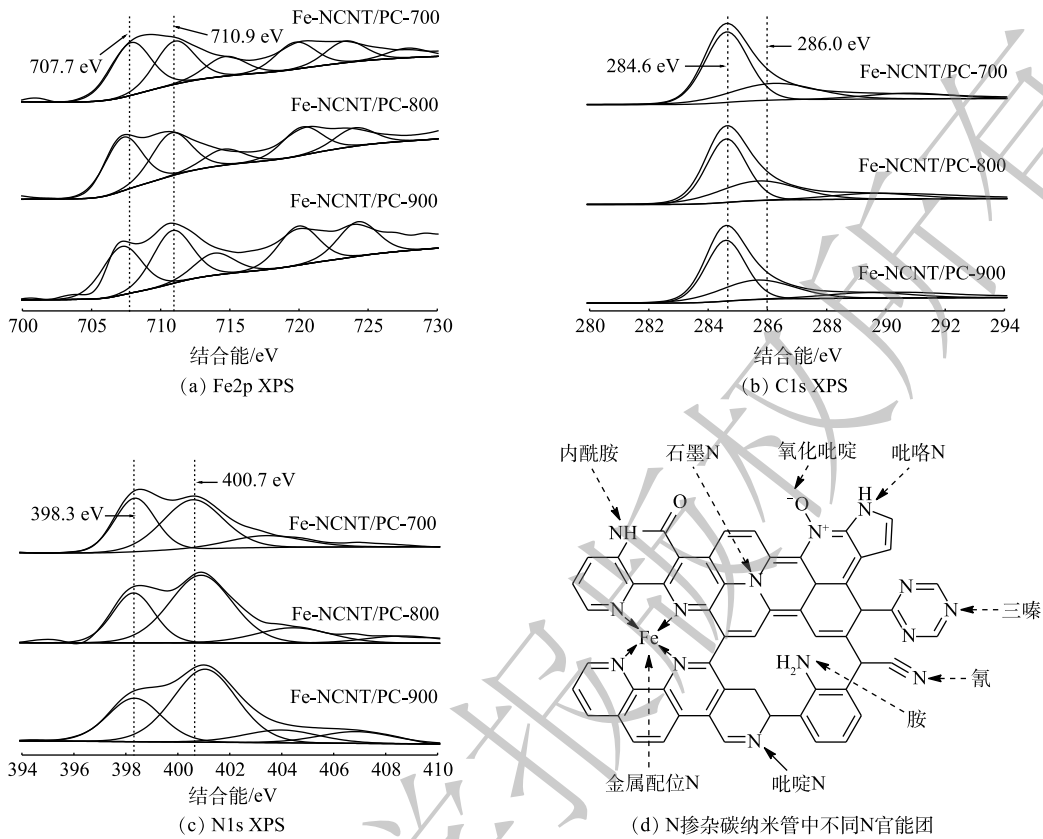 Fe-NCNT/PC-700
710.9 eV
707.7 eV
Fe-NCNT/PC-800
Fe-NCNT/PC-900
700 705 710 715 720 725 730
结合能/eV
(a) Fe2p XPS
286.0 eV
284.6 eV
Fe-NCNT/PC-700
Fe-NCNT/PC-800
Fe-NCNT/PC-900
280 282 284 286 288 290 292 294
结合能/eV
(b) C1s XPS
400.7 eV
398.3 eV
Fe-NCNT/PC-700
Fe-NCNT/PC-800
Fe-NCNT/PC-900
394 396 398 400 402 404 406 408 410
结合能/eV
(c) N1s XPS
内酰胺 石墨N 氧化吡啶 吡咯N
H
O
⁻O
N
NH
N⁺
N
N N
N
N N 三嗪
Fe
N N
H₂N
N 氰
胺
N
金属配位N 吡啶N
(d) N掺杂碳纳米管中不同N官能团
学报版权所有